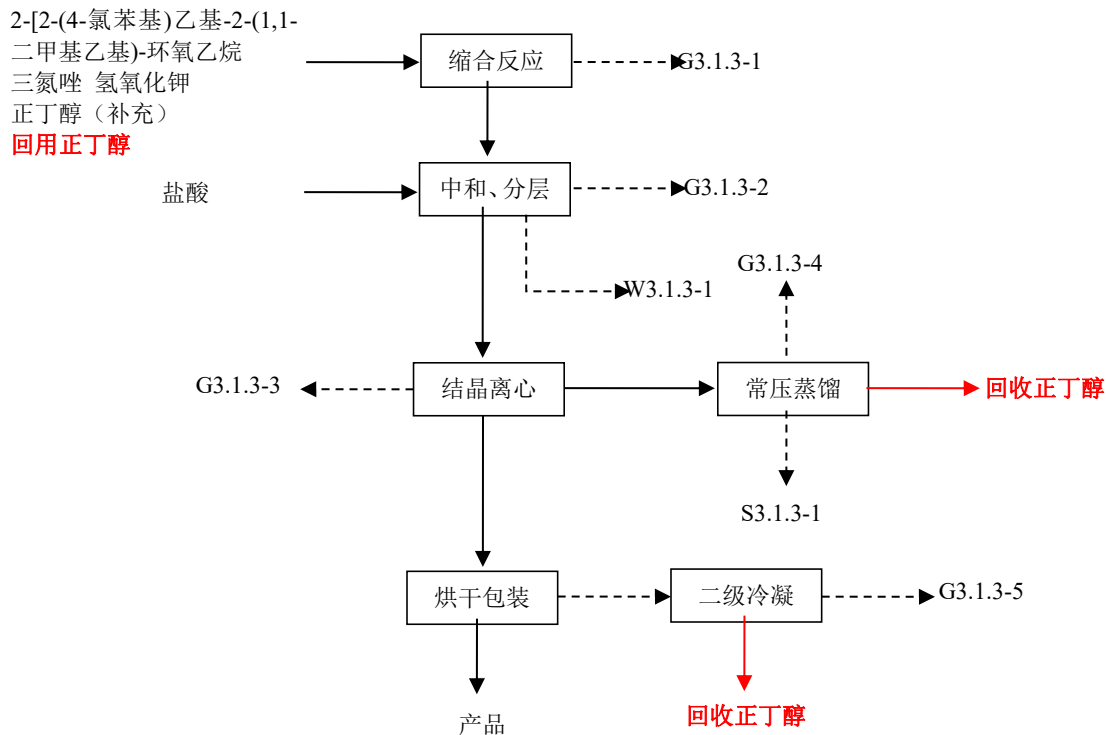 2-[2-(4-氯苯基)乙基-2-(1,1-
二甲基乙基)-环氧乙烷
三氮唑 氢氧化钾
正丁醇（补充）
回用正丁醇
缩合反应
G3.1.3-1
盐酸
中和、分层
G3.1.3-2
W3.1.3-1
G3.1.3-4
G3.1.3-3
结晶离心
常压蒸馏
回收正丁醇
S3.1.3-1
烘干包装
二级冷凝
G3.1.3-5
产品
回收正丁醇